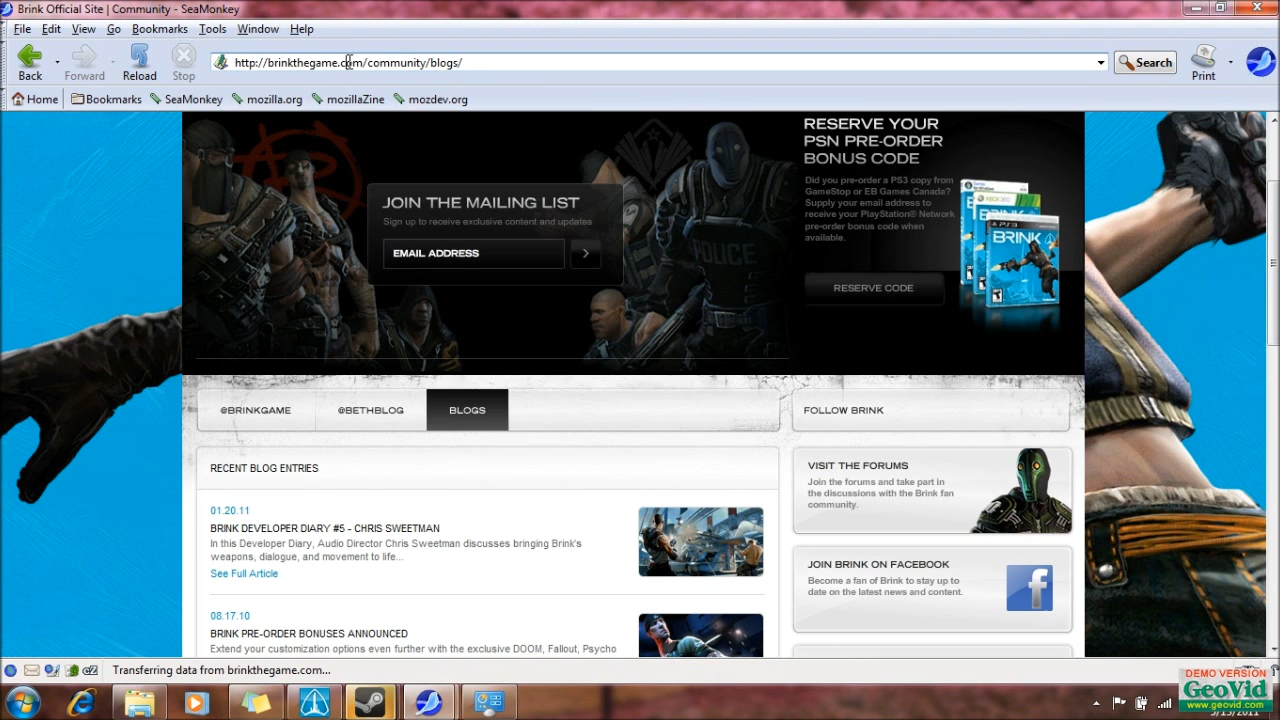 Brink Official Site | Community - SeaMonkey
File Edit View Go Bookmarks Tools Window Help
http://brinkthegame.com/community/blogs/
Search
Back Forward Reload Stop Print
Home Bookmarks SeaMonkey mozilla.org mozillaZine mozdev.org
JOIN THE MAILING LIST
Sign up to receive exclusive content and updates
EMAIL ADDRESS
POLICE
RESERVE YOUR
PSN PRE-ORDER
BONUS CODE
Did you pre-order a PS3 copy from
GameStop or EB Games Canada?
Supply your email address to
receive your PlayStation® Network
pre-order bonus code when
available.
RESERVE CODE
BRINK
@BRINKGAME @BETHBLOG BLOGS
FOLLOW BRINK
RECENT BLOG ENTRIES
01.20.11
BRINK DEVELOPER DIARY #5 - CHRIS SWEETMAN
In this Developer Diary, Audio Director Chris Sweetman discusses bringing Brink's
weapons, dialogue, and movement to life...
See Full Article
08.17.10
BRINK PRE-ORDER BONUSES ANNOUNCED
Extend your customization options even further with the exclusive DOOM, Fallout, Psycho
VISIT THE FORUMS
Join the forums and take part in
the discussions with the Brink fan
community.
JOIN BRINK ON FACEBOOK
Become a fan of Brink to stay up to
date on the latest news and content.
Transferring data from brinkthegame.com...
DEMO VERSION
GeoVid
www.geovid.com